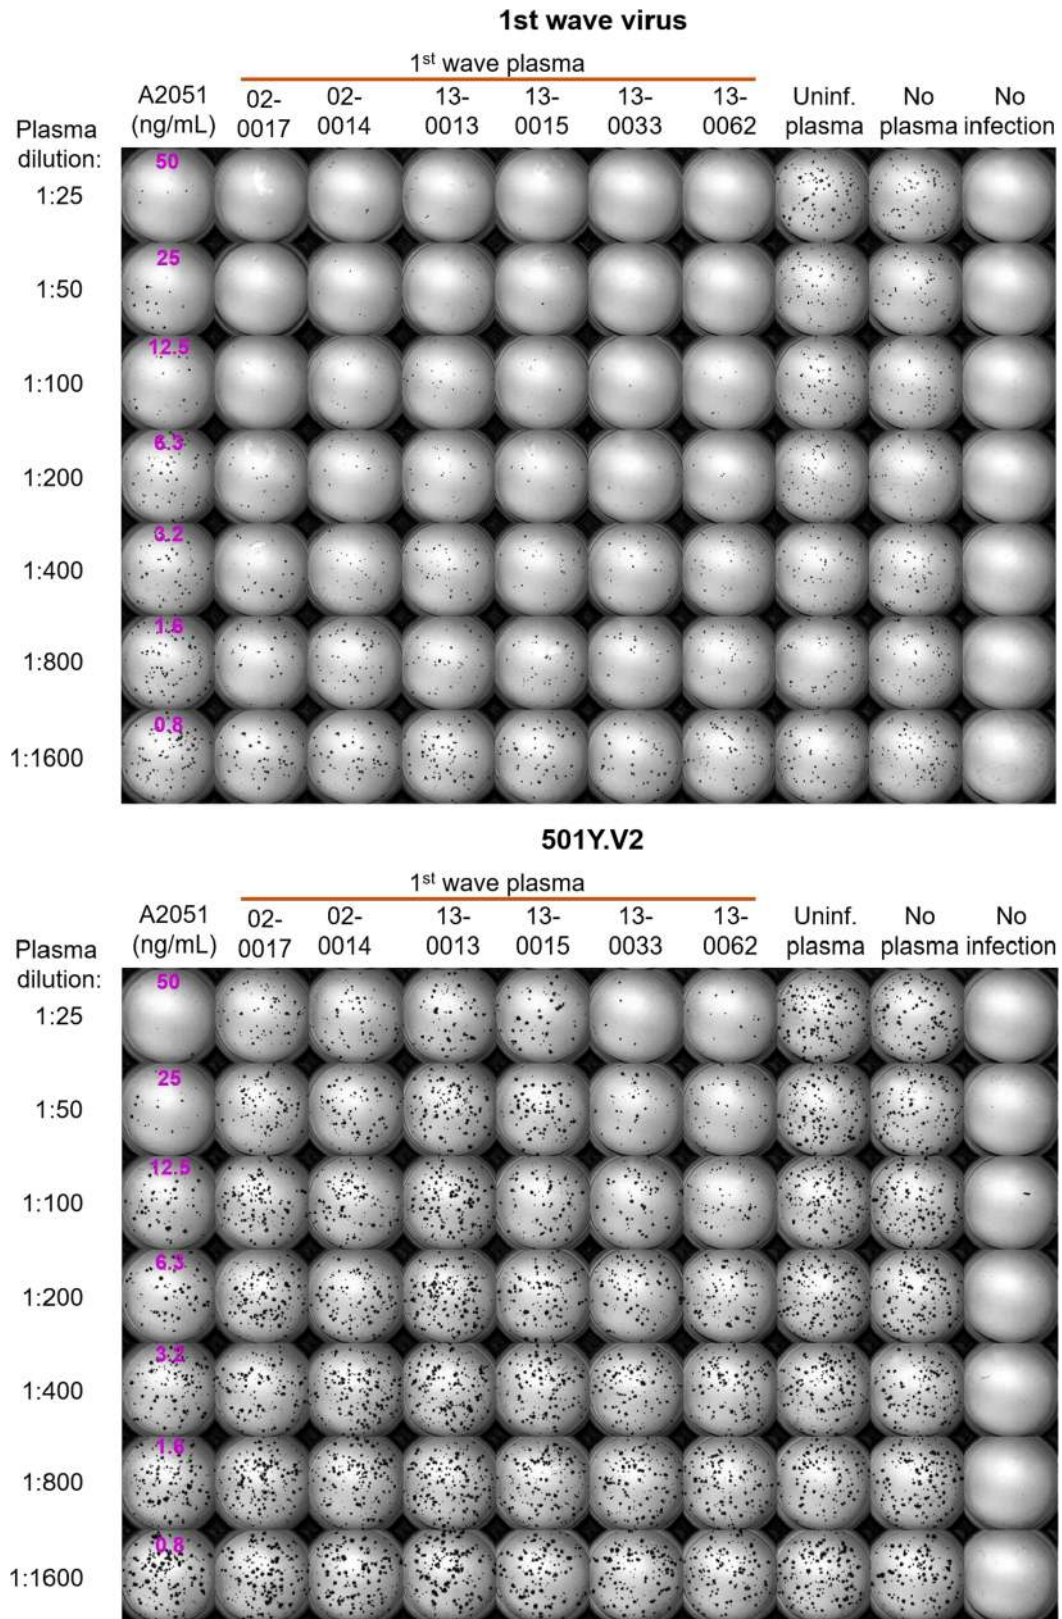 1st wave virus
1st wave plasma
A2051 02- 02- 13- 13- 13- 13- Uninf. No No
(ng/mL) 0017 0014 0013 0015 0033 0062 plasma plasma infection
Plasma
dilution:
50
1:25
25
1:50
12.5
1:100
6.3
1:200
3.2
1:400
1.6
1:800
0.8
1:1600
501Y.V2
1st wave plasma
A2051 02- 02- 13- 13- 13- 13- Uninf. No No
(ng/mL) 0017 0014 0013 0015 0033 0062 plasma plasma infection
Plasma
dilution:
50
1:25
25
1:50
12.5
1:100
6.3
1:200
3.2
1:400
1.6
1:800
0.8
1:1600